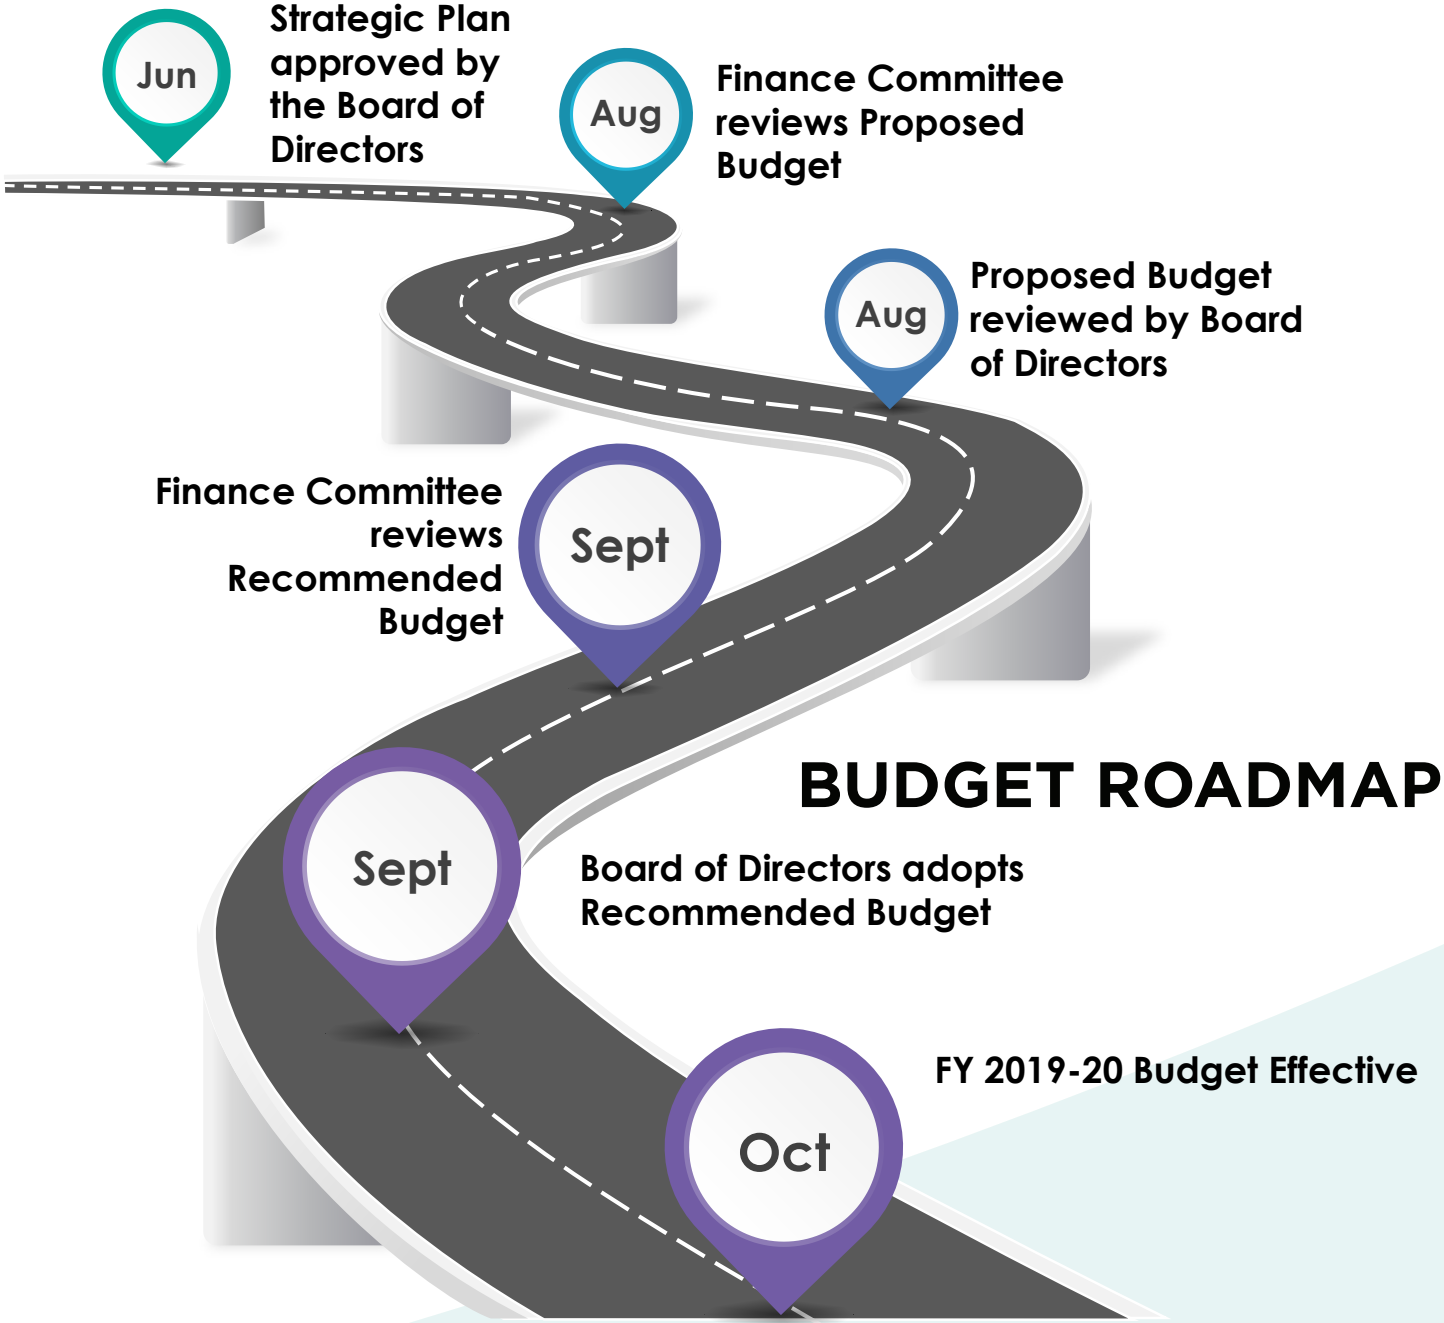 Jun
Strategic Plan
approved by
the Board of
Directors
Aug
Finance Committee
reviews Proposed
Budget
Aug
Proposed Budget
reviewed by Board
of Directors
Finance Committee
reviews
Recommended
Budget
Sept
BUDGET ROADMAP
Sept
Board of Directors adopts
Recommended Budget
FY 2019-20 Budget Effective
Oct